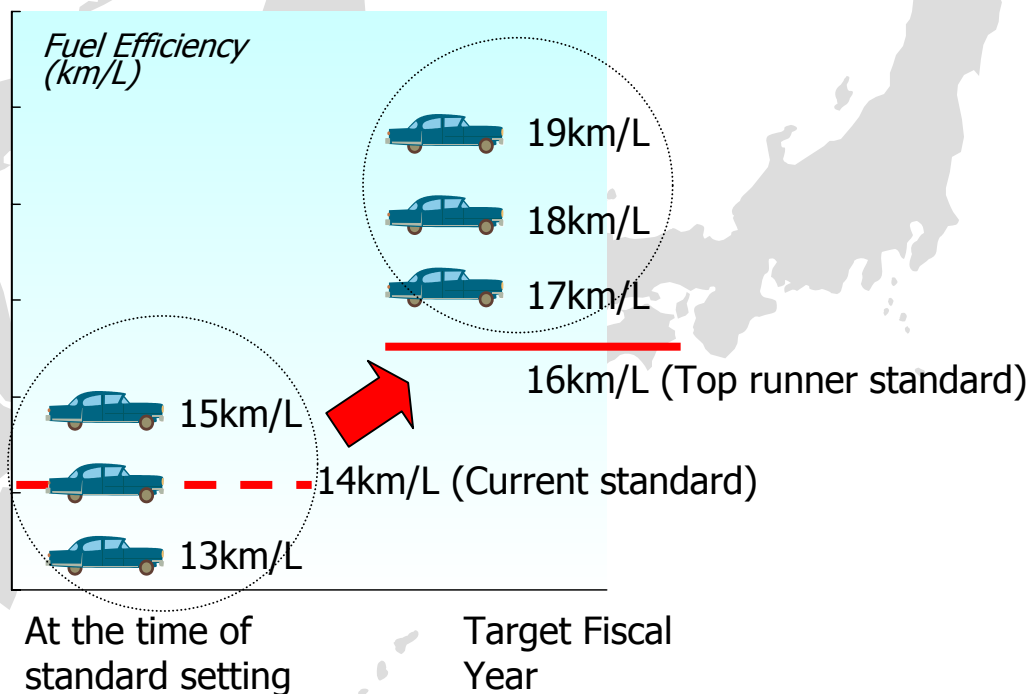 Fuel Efficiency
(km/L)
19km/L
18km/L
17km/L
16km/L (Top runner standard)
15km/L
14km/L (Current standard)
13km/L
At the time of
standard setting
Target Fiscal
Year